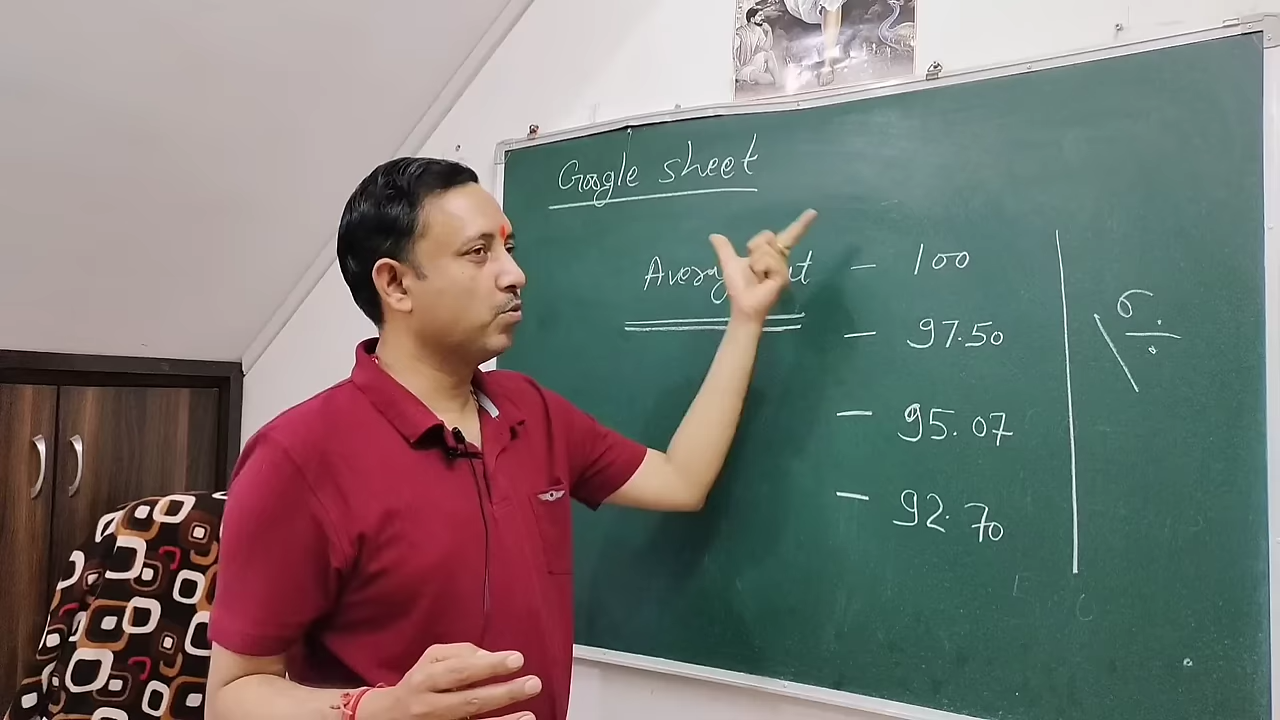 Google sheet
— 100
— 97.50
— 95.07
— 92.70